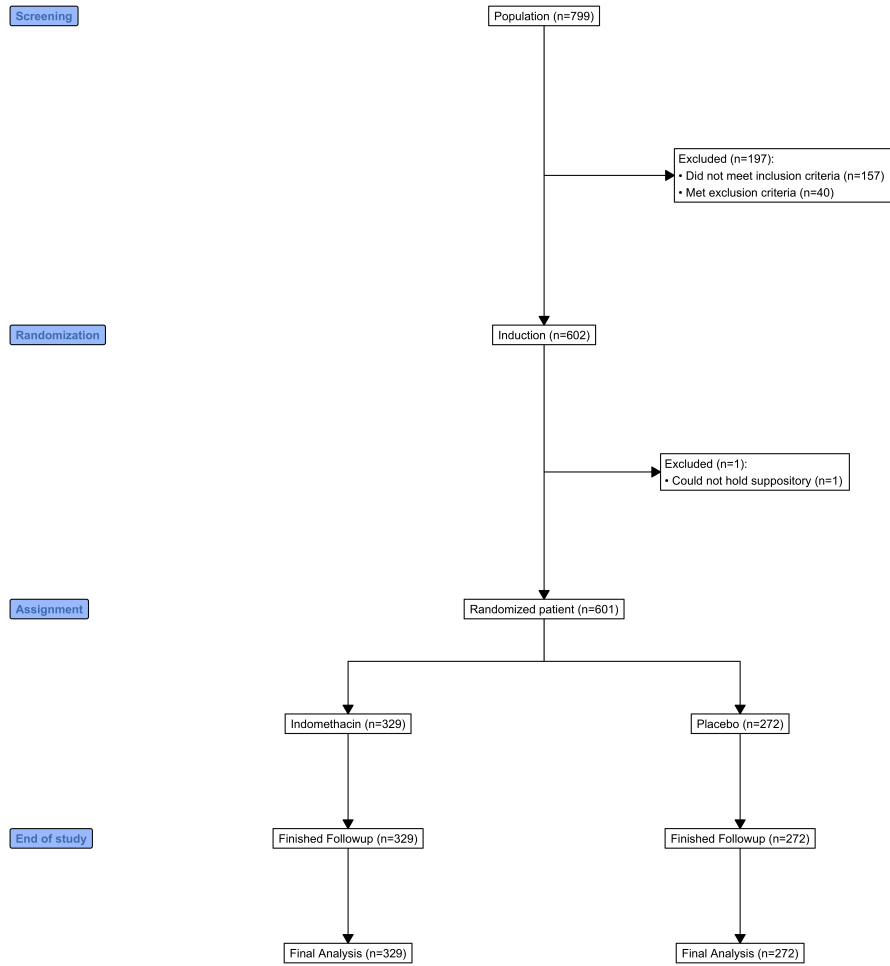 Screening
Population (n=799)
Excluded (n=197):
• Did not meet inclusion criteria (n=157)
• Met exclusion criteria (n=40)
Randomization
Induction (n=602)
Excluded (n=1):
• Could not hold suppository (n=1)
Assignment
Randomized patient (n=601)
Indomethacin (n=329)
Placebo (n=272)
End of study
Finished Followup (n=329)
Finished Followup (n=272)
Final Analysis (n=329)
Final Analysis (n=272)